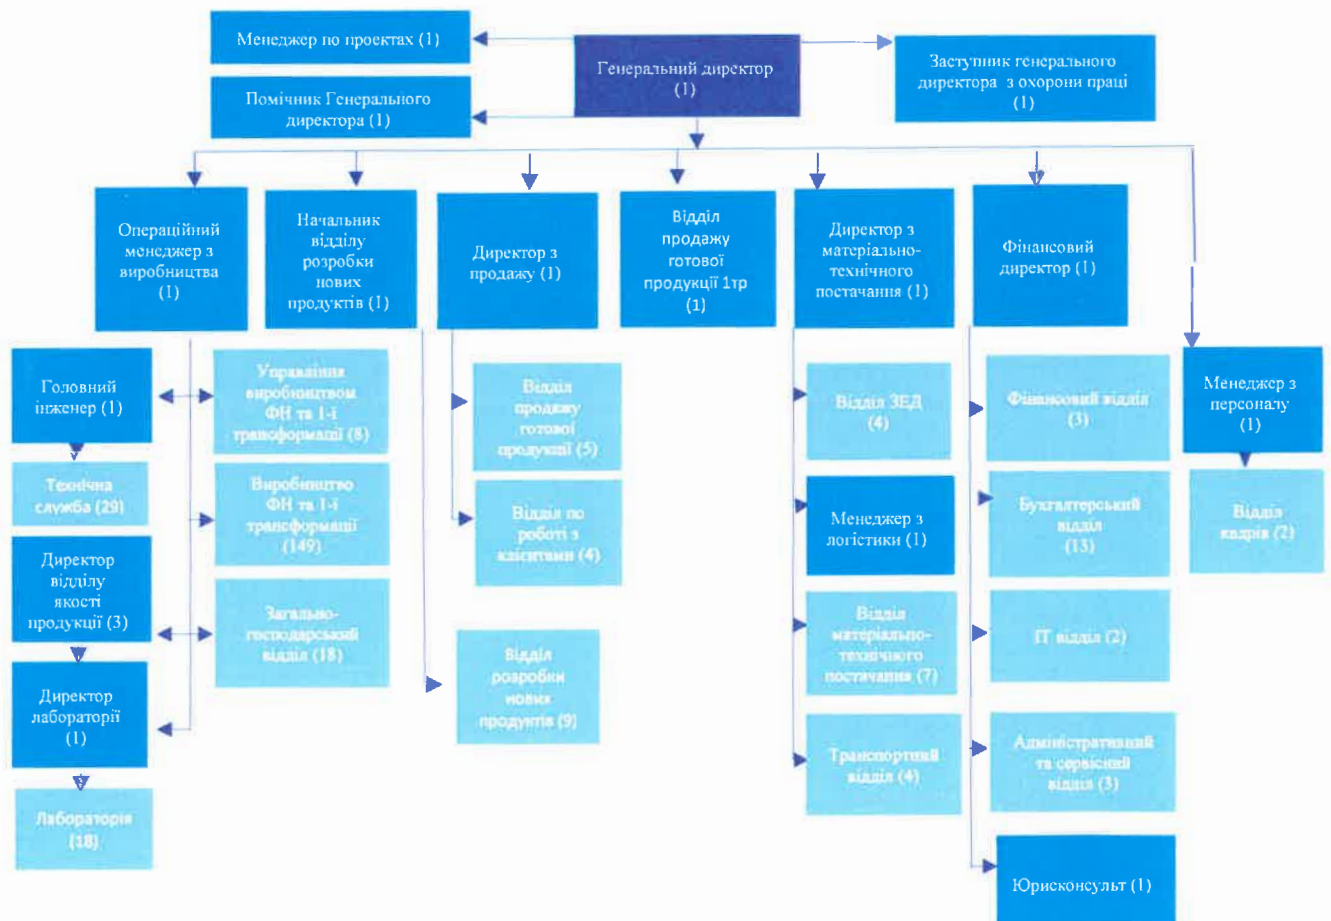 Менеджер по проектах (1)
Генеральний директор
(1)
Заступник генерального
директора з охорони праці
(1)
Помічник Генерального
директора (1)
Операційний
менеджер з
виробництва
(1)
Начальник
відділу
розробки
нових
продуктів (1)
Директор з
продажу (1)
Відділ
продажу
готової
продукції 1тр
(1)
Директор з
матеріально-
технічного
постачання (1)
Фінансовий
директор (1)
Менеджер з
персоналу
(1)
Головний
інженер (1)
Технічна
служба (29)
Директор
відділу
якості
продукції (3)
Директор
лабораторії
(1)
Лабораторія
(18)
Управління
виробництвом
ФН та 1-ї
трансформації (8)
Виробництво
ФН та 1-ї
трансформації
(149)
Загально-
господарський
відділ (18)
Відділ
продажу
готової
продукції (5)
Відділ по
роботі з
клієнтами (4)
Відділ
розробки
нових
продуктів (9)
Відділ ЗЕД
(4)
Менеджер з
логістики (1)
Відділ
матеріально-
технічного
постачання (7)
Транспортний
відділ (4)
Фінансовий відділ
(3)
Бухгалтерський
відділ
(13)
ІТ відділ (2)
Адміністративний
та сервісний
відділ (3)
Юрисконсульт (1)
Відділ
кадрів (2)